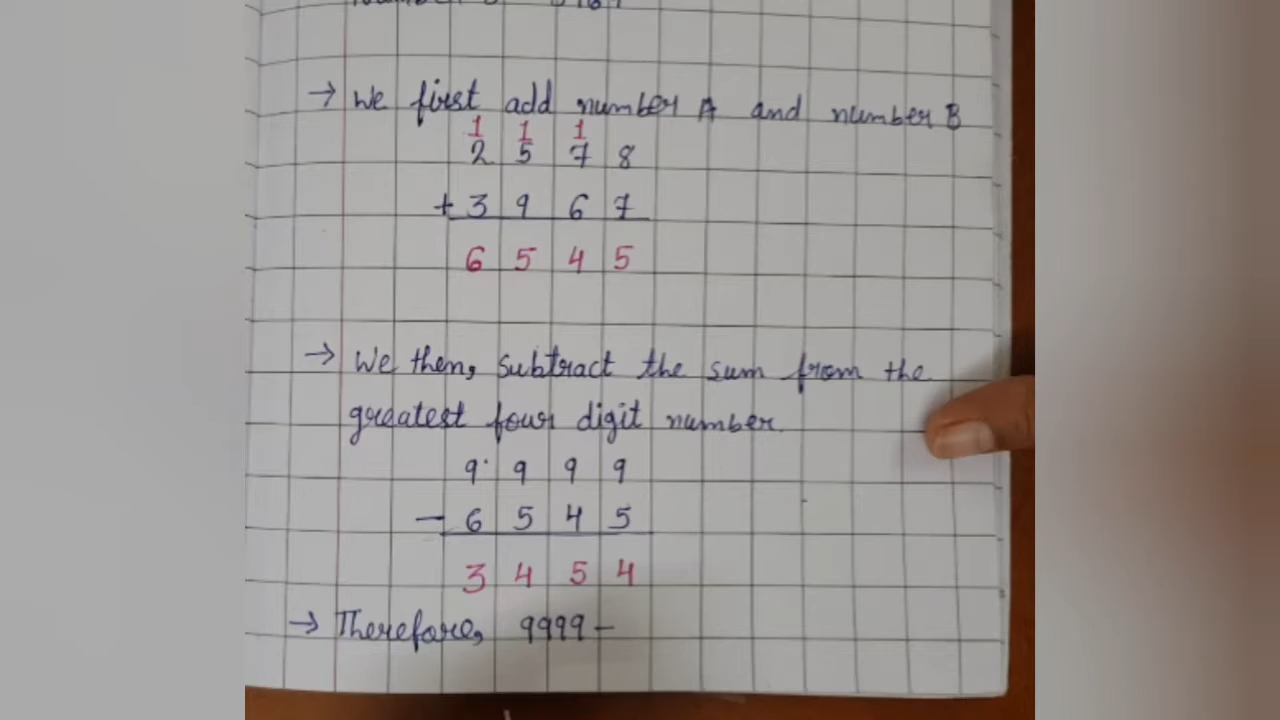 → We first add number A and number B
1 1 1
2 5 7 8
+ 3 9 6 7
6 5 4 5
→ We then, subtract the sum from the
greatest four digit number.
9 9 9 9
- 6 5 4 5
3 4 5 4
→ Therefore, 9999 -